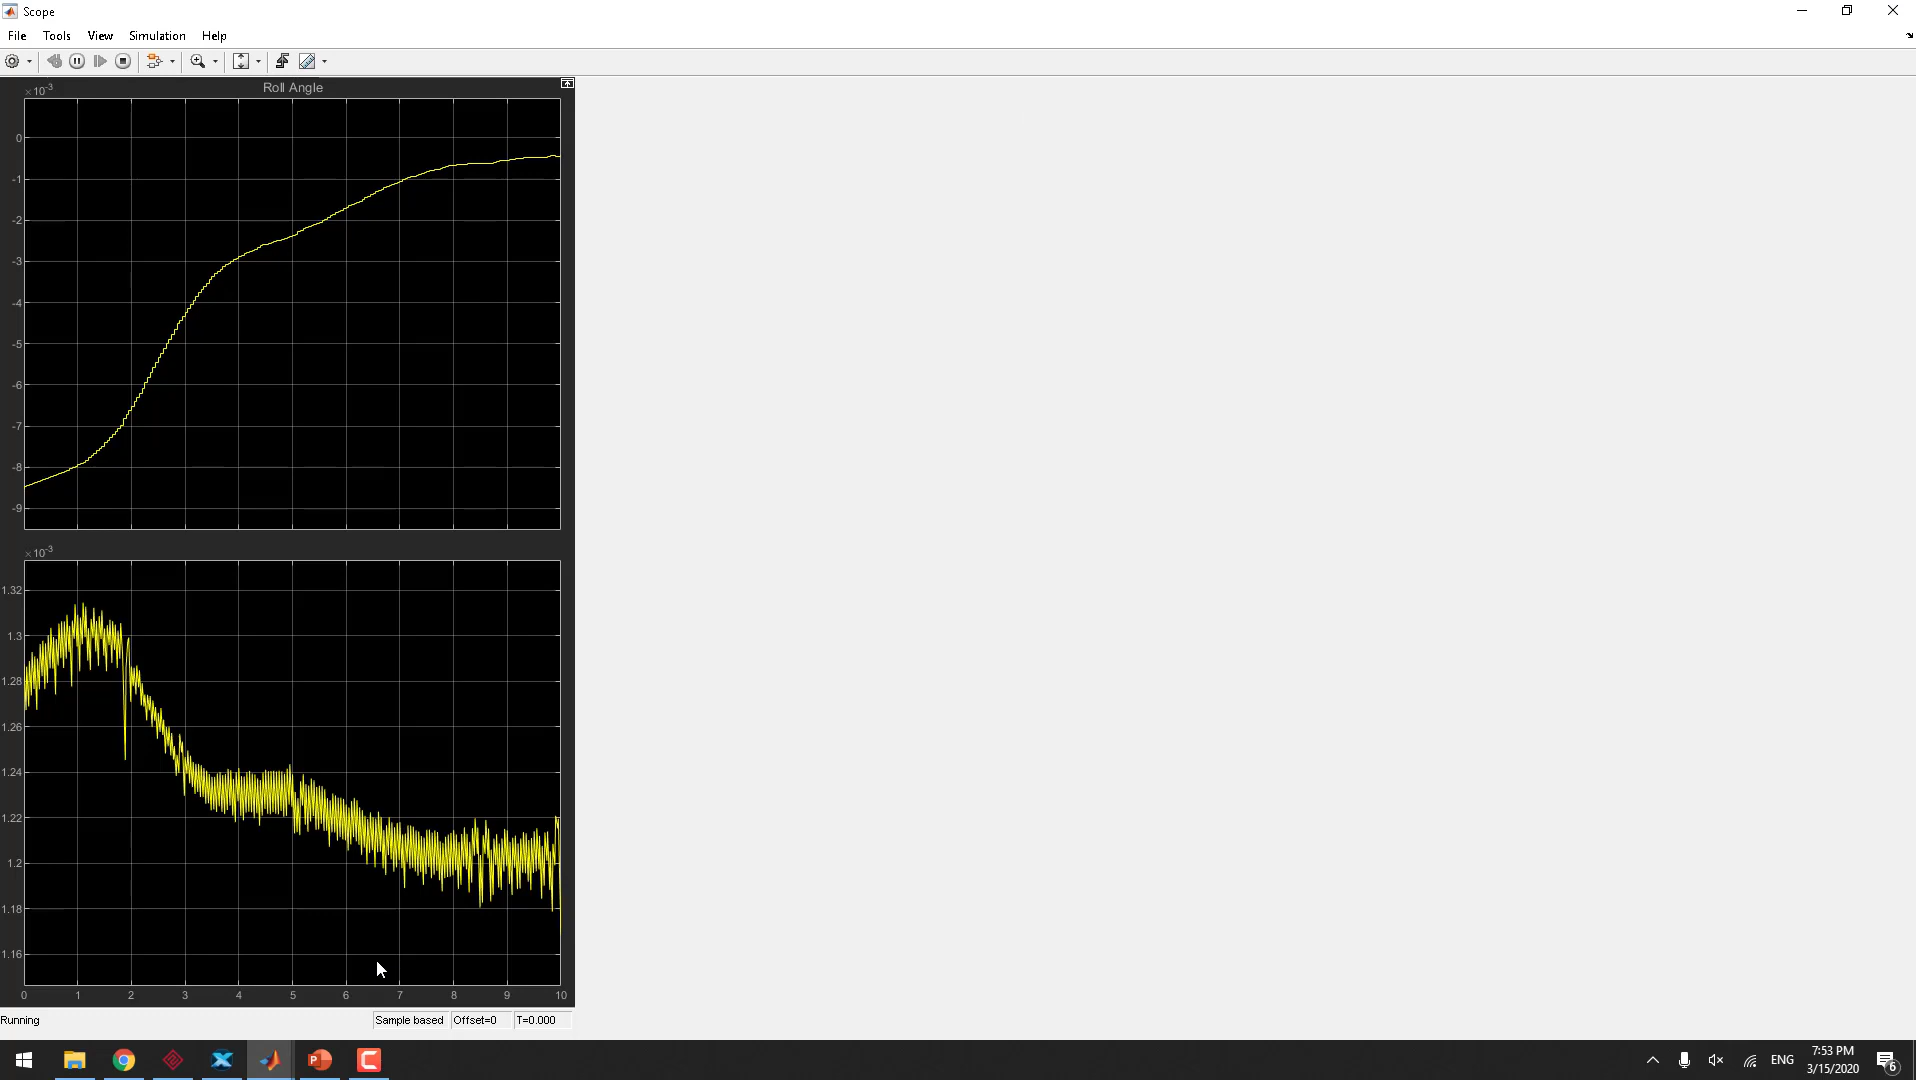 Scope
File Tools View Simulation Help
×10-3
Roll Angle
0
-1
-2
-3
-4
-5
-6
-7
-8
-9
×10-3
1.32
1.3
1.28
1.26
1.24
1.22
1.2
1.18
1.16
0 1 2 3 4 5 6 7 8 9 10
Running
Sample based Offset=0 T=0.000
ENG
7:53 PM
3/15/2020
6